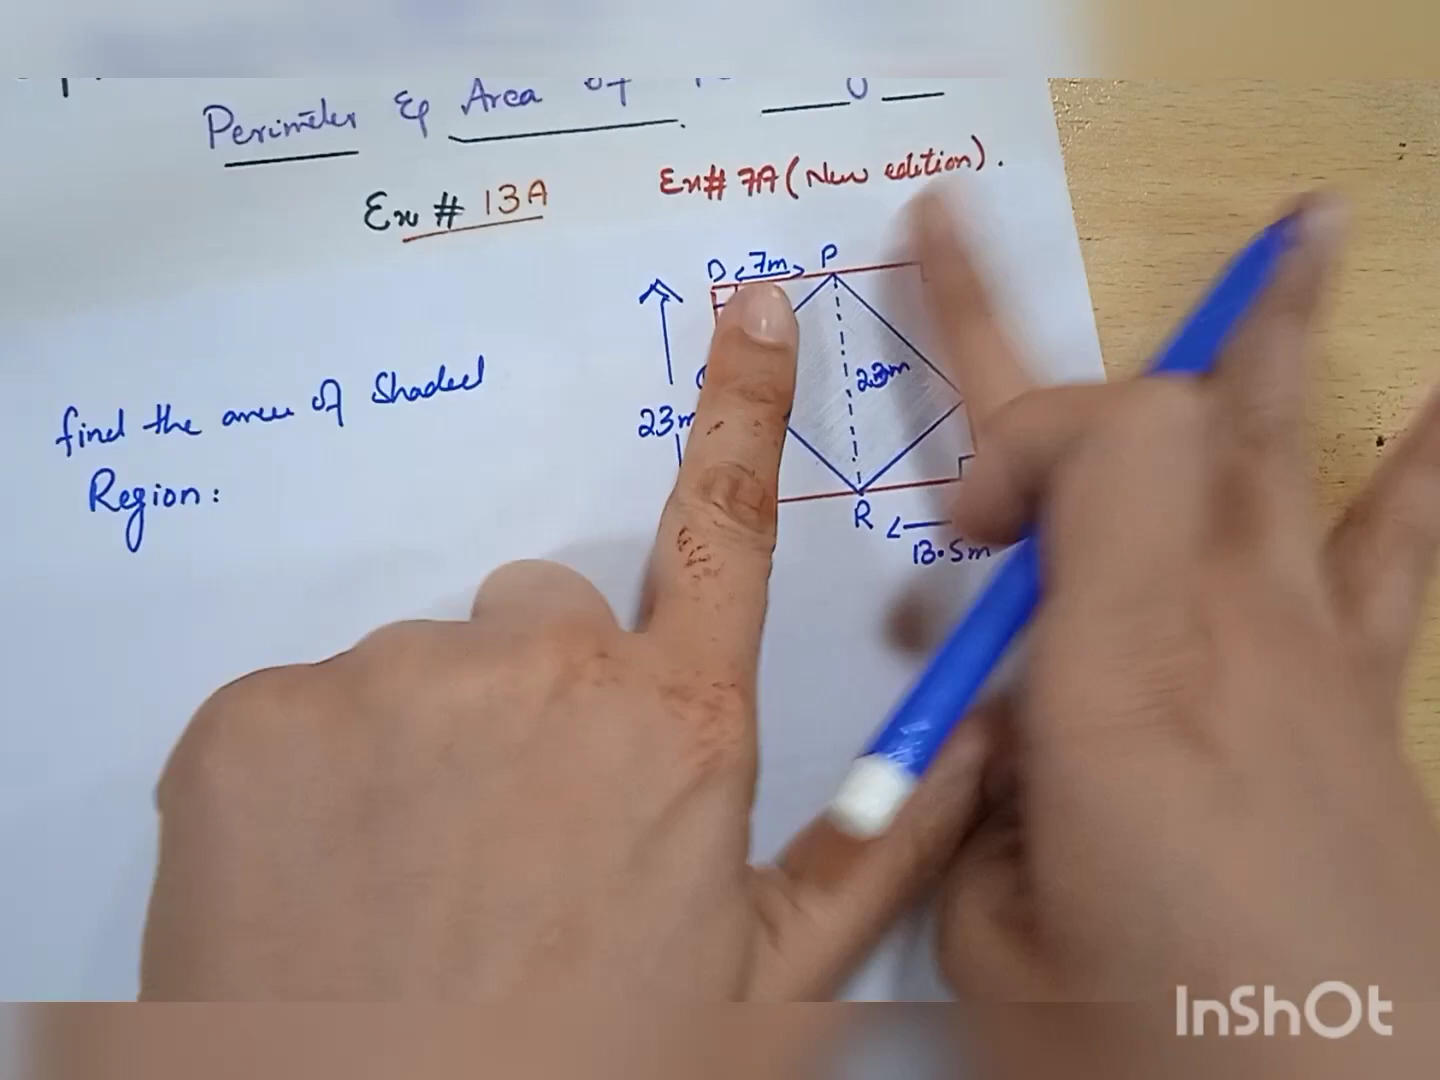 Perimeter & Area of
Ex # 13A
Ex# 7A (New edition).
D 7m P
23m
23m
find the area of Shaded
Region:
R
13.5m
InShOt